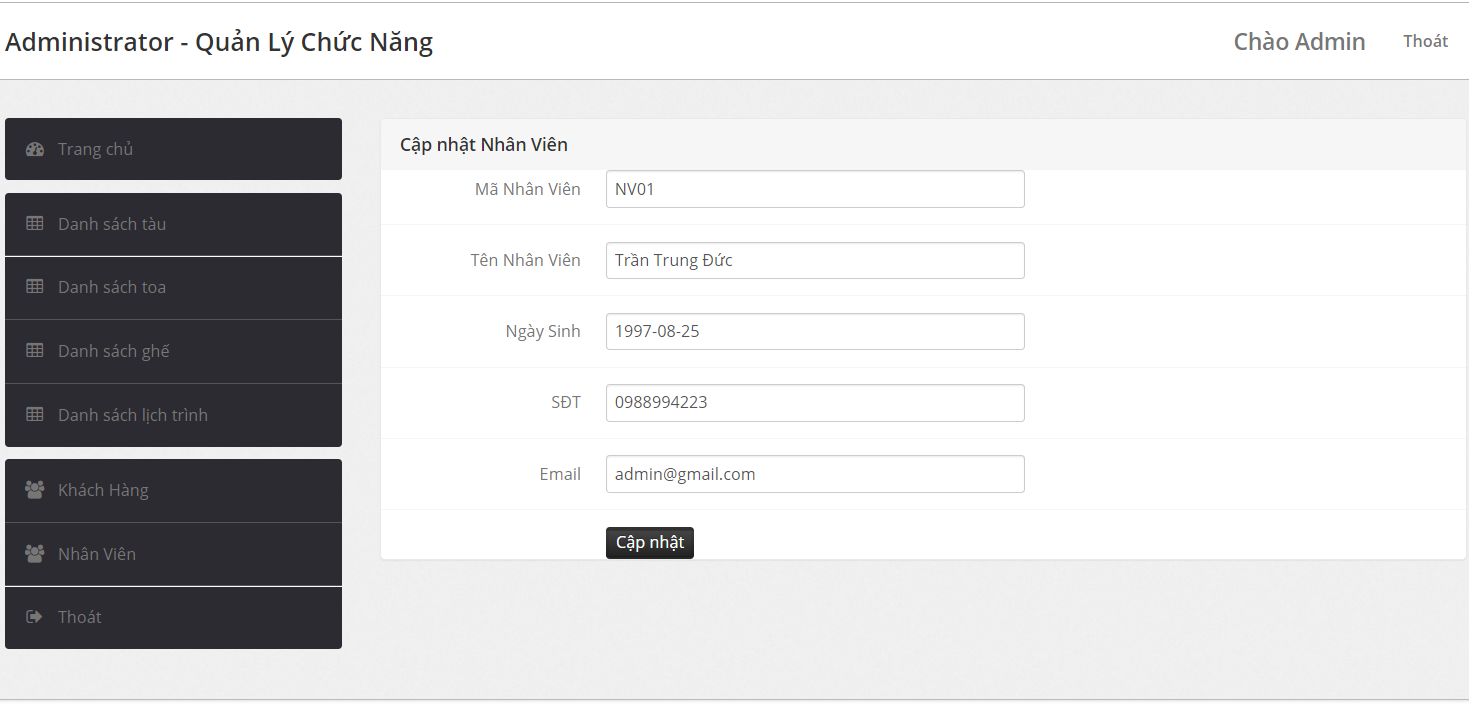 Administrator - Quản Lý Chức Năng
Chào Admin
Thoát
Trang chủ
Danh sách tàu
Danh sách toa
Danh sách ghế
Danh sách lịch trình
Khách Hàng
Nhân Viên
Thoát
Cập nhật Nhân Viên
Mã Nhân Viên NV01
Tên Nhân Viên Trần Trung Đức
Ngày Sinh 1997-08-25
SĐT 0988994223
Email admin@gmail.com
Cập nhật